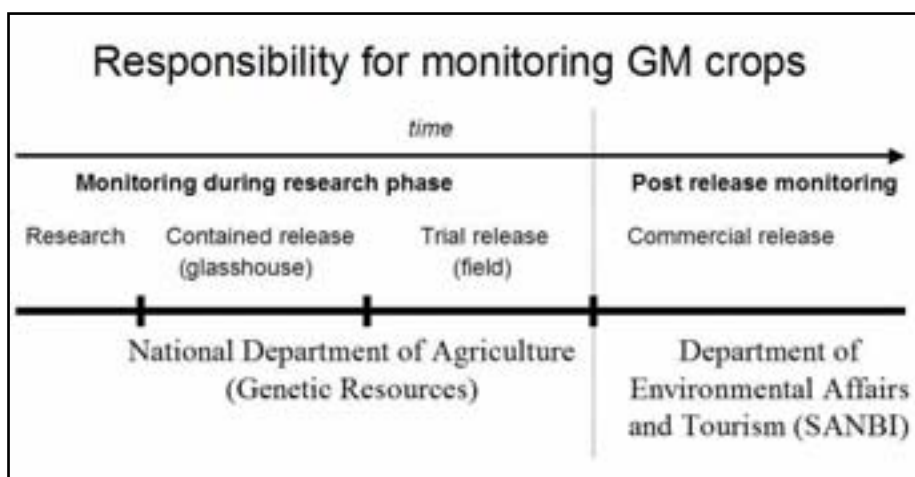 Responsibility for monitoring GM crops
time
Monitoring during research phase
Post release monitoring
Research
Contained release
(glasshouse)
Trial release
(field)
Commercial release
National Department of Agriculture
(Genetic Resources)
Department of
Environmental Affairs
and Tourism (SANBI)